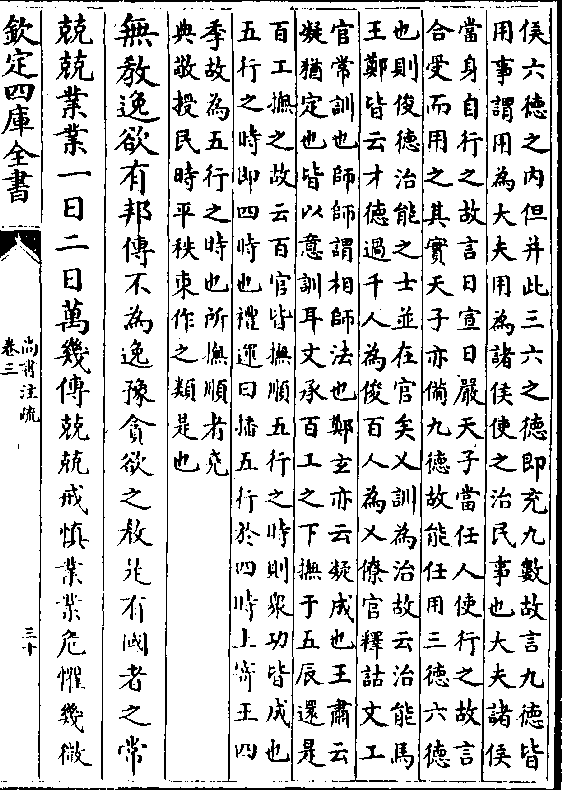 侯六徳之内但并此三六之徳即充九數故言九徳皆
用事謂用為大夫用為諸侯使之治民事也大夫諸侯
當身自行之故言日宣日嚴天子當任人使行之故言
合受而用之其實天子亦備九徳故能任用三徳六徳
也則俊徳治能之士並在官矣乂訓為治故云治能馬
王鄭皆云才徳過千人為俊百人為乂僚官釋詁文工
官常訓也師師謂相師法也鄭𤣥亦云凝成也王肅云
凝猶定也皆以意訓耳文承百工之下撫于五辰還是
百工撫之故云百官皆撫順五行之時則衆功皆成也
五行之時即四時也禮運曰播五行於四時土寄王四
季故為五行之時也所撫順者堯
典敬授民時平秩東作之類是也
無教逸欲有邦傳不為逸豫貪欲之教是有國者之常
兢兢業業一日二日萬幾傳兢兢戒慎業業危懼幾微
欽定四庫全書
尚書注疏
卷三
三十